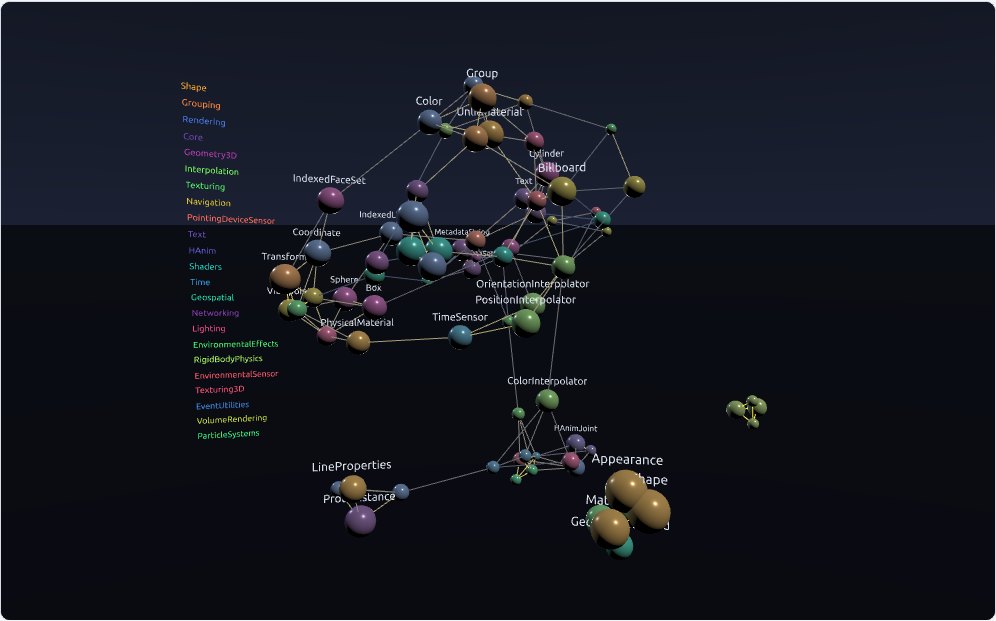 Shape
Grouping
Rendering
Core
Geometry3D
Interpolation
Texturing
Navigation
PointingDeviceSensor
Text
HAnim
Shaders
Time
Geospatial
Networking
Lighting
EnvironmentalEffects
RigidBodyPhysics
EnvironmentalSensor
Texturing3D
EventUtilities
VolumeRendering
ParticleSystems
Group
Color
Cylinder
Billboard
Text
IndexedFaceSet
Coordinate
Transform
Sphere
Box
OrientationInterpolator
PositionInterpolator
TimeSensor
PhysicalMaterial
ColorInterpolator
HAnimJoint
LineProperties
Appearance